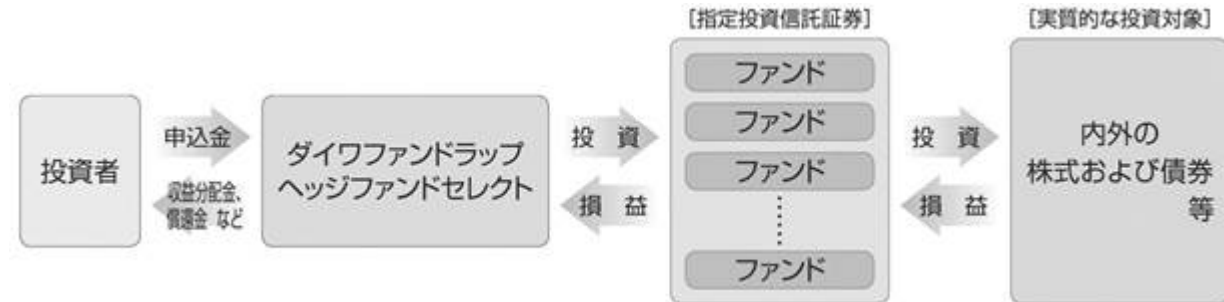 [指定投資信託証券]
[実質的な投資対象]
投資者
申込金
収益分配金、
償還金 など
ダイワファンドラップ
ヘッジファンドセレクト
投 資
損 益
ファンド
ファンド
ファンド
ファンド
投 資
損 益
内外の
株式および債券
等